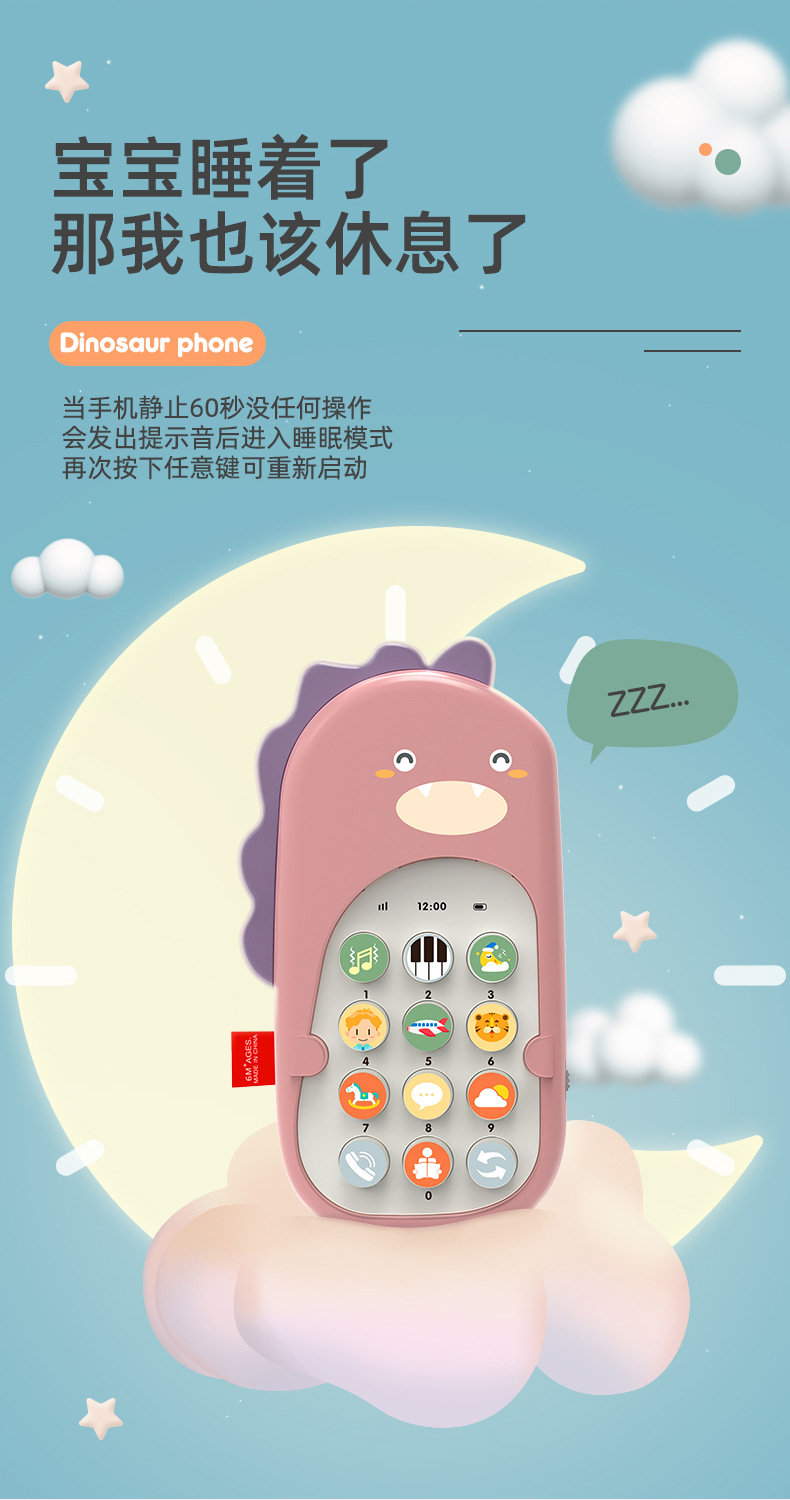 宝宝睡着了
那我也该休息了
Dinosaur phone
当手机静止60秒没任何操作
会发出提示音后进入睡眠模式
再次按下任意键可重新启动
ZZZ...
12:00
1 2 3
4 5 6
7 8 9
0
6M+AGES.
MADE IN CHINA